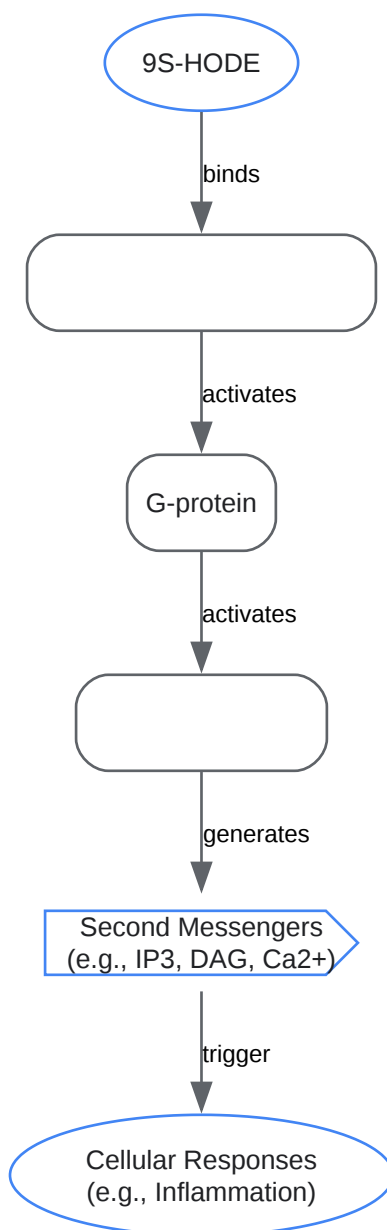 9S-HODE
binds
activates
G-protein
activates
generates
Second Messengers
(e.g., IP3, DAG, Ca2+)
trigger
Cellular Responses
(e.g., Inflammation)